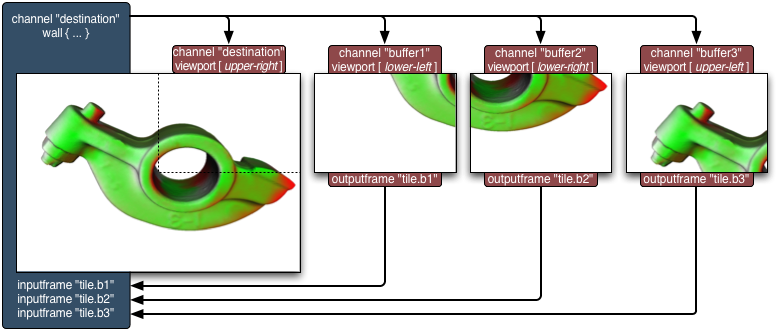 channel "destination"
wall { ... }
channel "destination"
viewport [ upper-right ]
channel "buffer1"
viewport [ lower-left ]
channel "buffer2"
viewport [ lower-right ]
channel "buffer3"
viewport [ upper-left ]
outputframe "tile.b1"
outputframe "tile.b2"
outputframe "tile.b3"
inputframe "tile.b1"
inputframe "tile.b2"
inputframe "tile.b3"